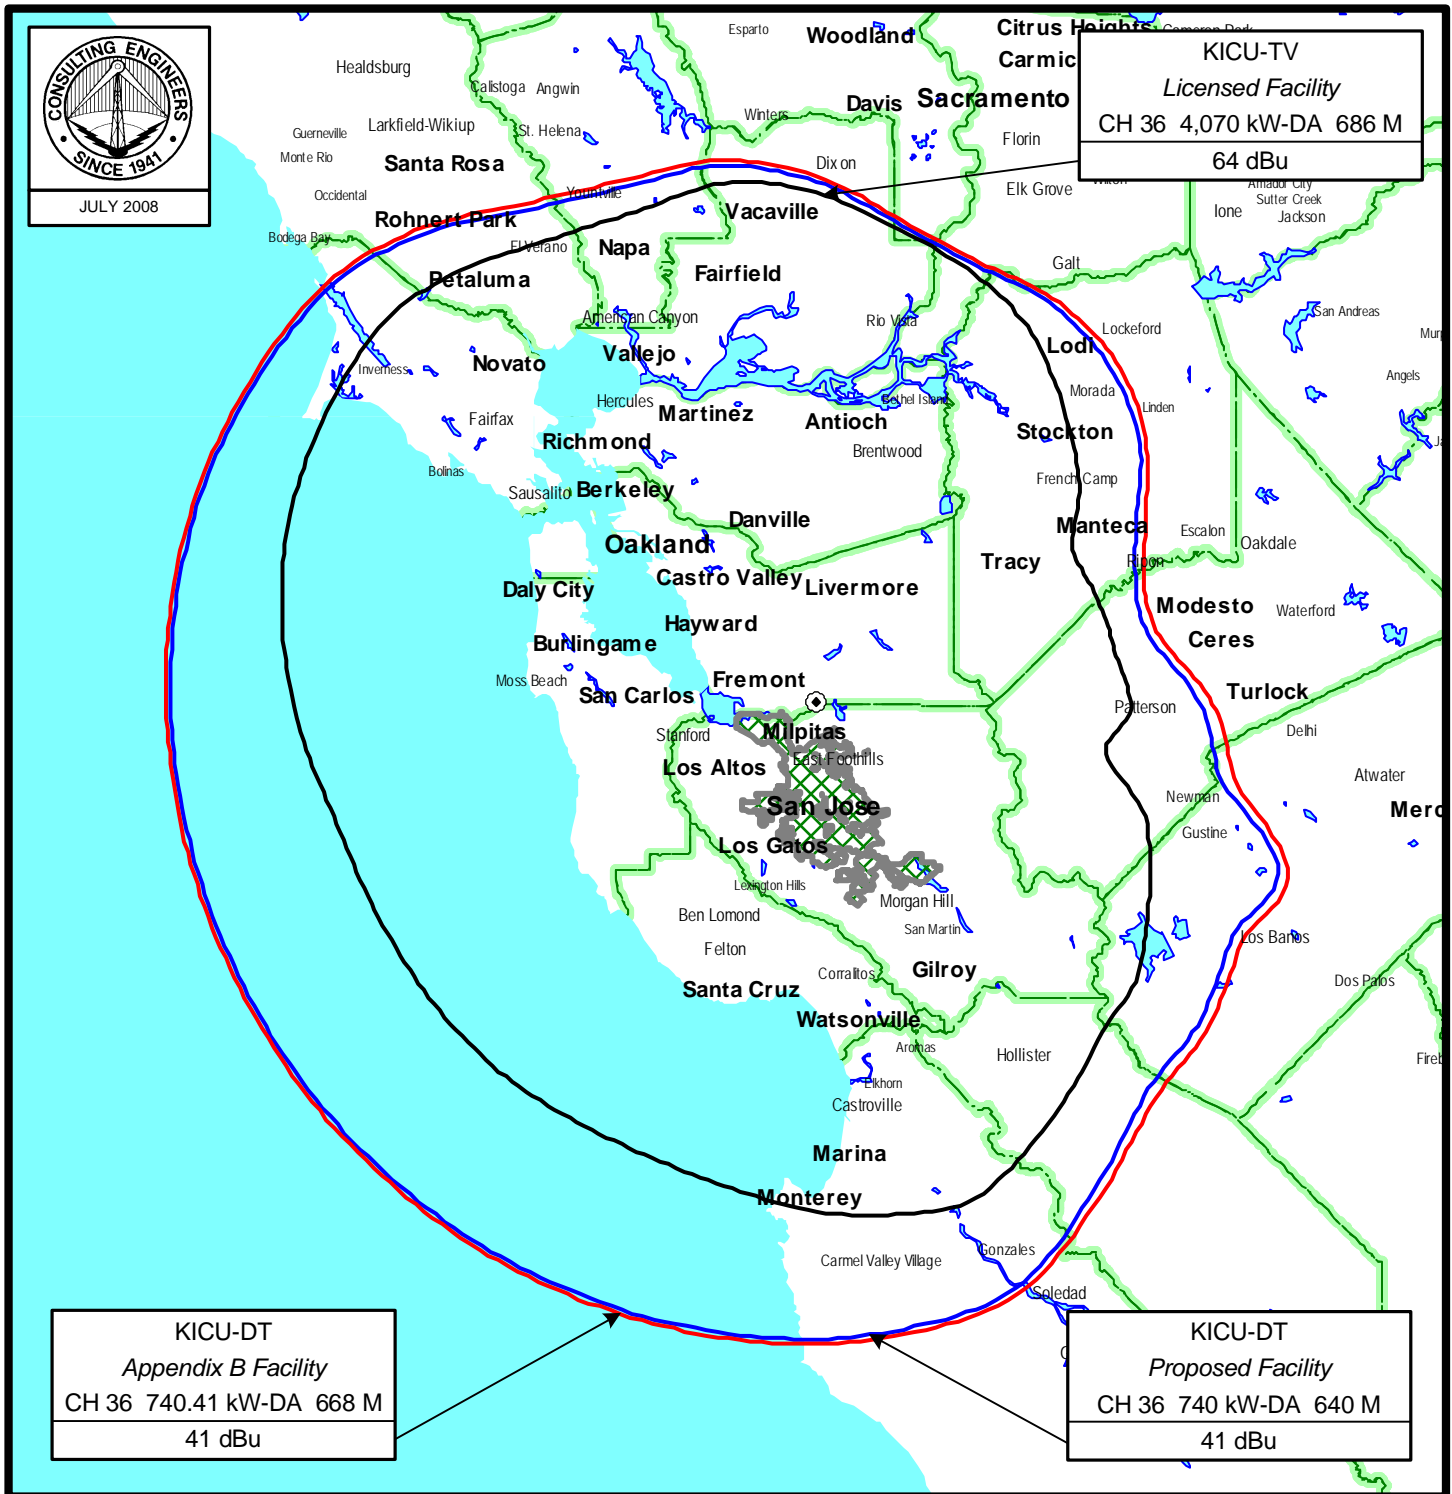 CONSULTING ENGINEERS
SINCE 1941
JULY 2008
KICU-TV
Licensed Facility
CH 36 4,070 kW-DA 686 M
64 dBu
Esparto
Woodland
Citrus Heights
Cameron Park
Carmic
Healdsburg
Calistoga
Angwin
Davis
Sacramento
Winters
Guerneville
Larkfield-Wikiup
St. Helena
Florin
Monte Rio
Santa Rosa
Dixon
Elk Grove
Wilton
Amador City
Sutter Creek
Occidental
Yountville
Ione
Jackson
Rohnert Park
Vacaville
Bodega Bay
El Verano
Napa
Petaluma
Fairfield
Galt
American Canyon
Rio Vista
Lockeford
San Andreas
Novato
Vallejo
Lodi
Inverness
Angels
Hercules
Martinez
Bethel Island
Morada
Linden
Fairfax
Antioch
Richmond
Brentwood
Stockton
Bolinas
Sausalito
Berkeley
French Camp
Danville
Manteca
Escalon
Oakland
Oakdale
Tracy
Ripon
Castro Valley
Livermore
Daly City
Modesto
Waterford
Hayward
Burlingame
Ceres
Moss Beach
San Carlos
Fremont
Turlock
Patterson
Stanford
Milpitas
Delhi
East Foothills
Los Altos
Atwater
San Jose
Newman
Merc
Los Gatos
Gustine
Lexington Hills
Morgan Hill
Ben Lomond
San Martin
Los Banos
Felton
Corralitos
Gilroy
Dos Palos
Santa Cruz
Watsonville
Aromas
Hollister
Fireb
Elkhorn
Castroville
Marina
Monterey
Carmel Valley Village
Gonzales
Soledad
KICU-DT
Appendix B Facility
CH 36 740.41 kW-DA 668 M
41 dBu
KICU-DT
Proposed Facility
CH 36 740 kW-DA 640 M
41 dBu